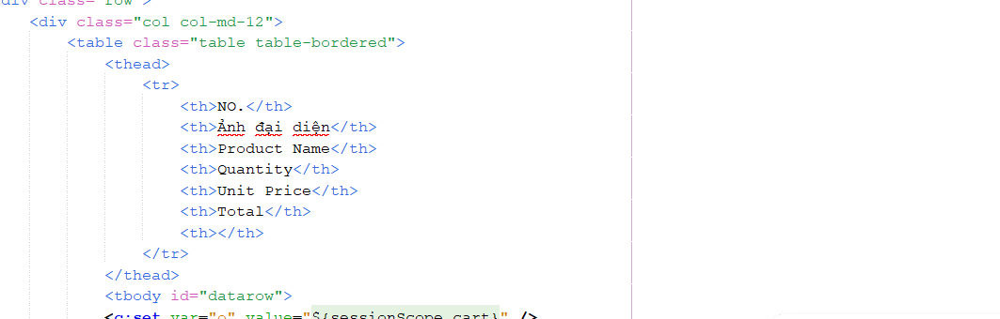 div class="row">
<div class="col col-md-12">
<table class="table table-bordered">
<thead>
<tr>
<th>NO.</th>
<th>Ảnh đại diện</th>
<th>Product Name</th>
<th>Quantity</th>
<th>Unit Price</th>
<th>Total</th>
<th></th>
</tr>
</thead>
<tbody id="datarow">
<c:set var="o" value="${sessionScope.cart}" />